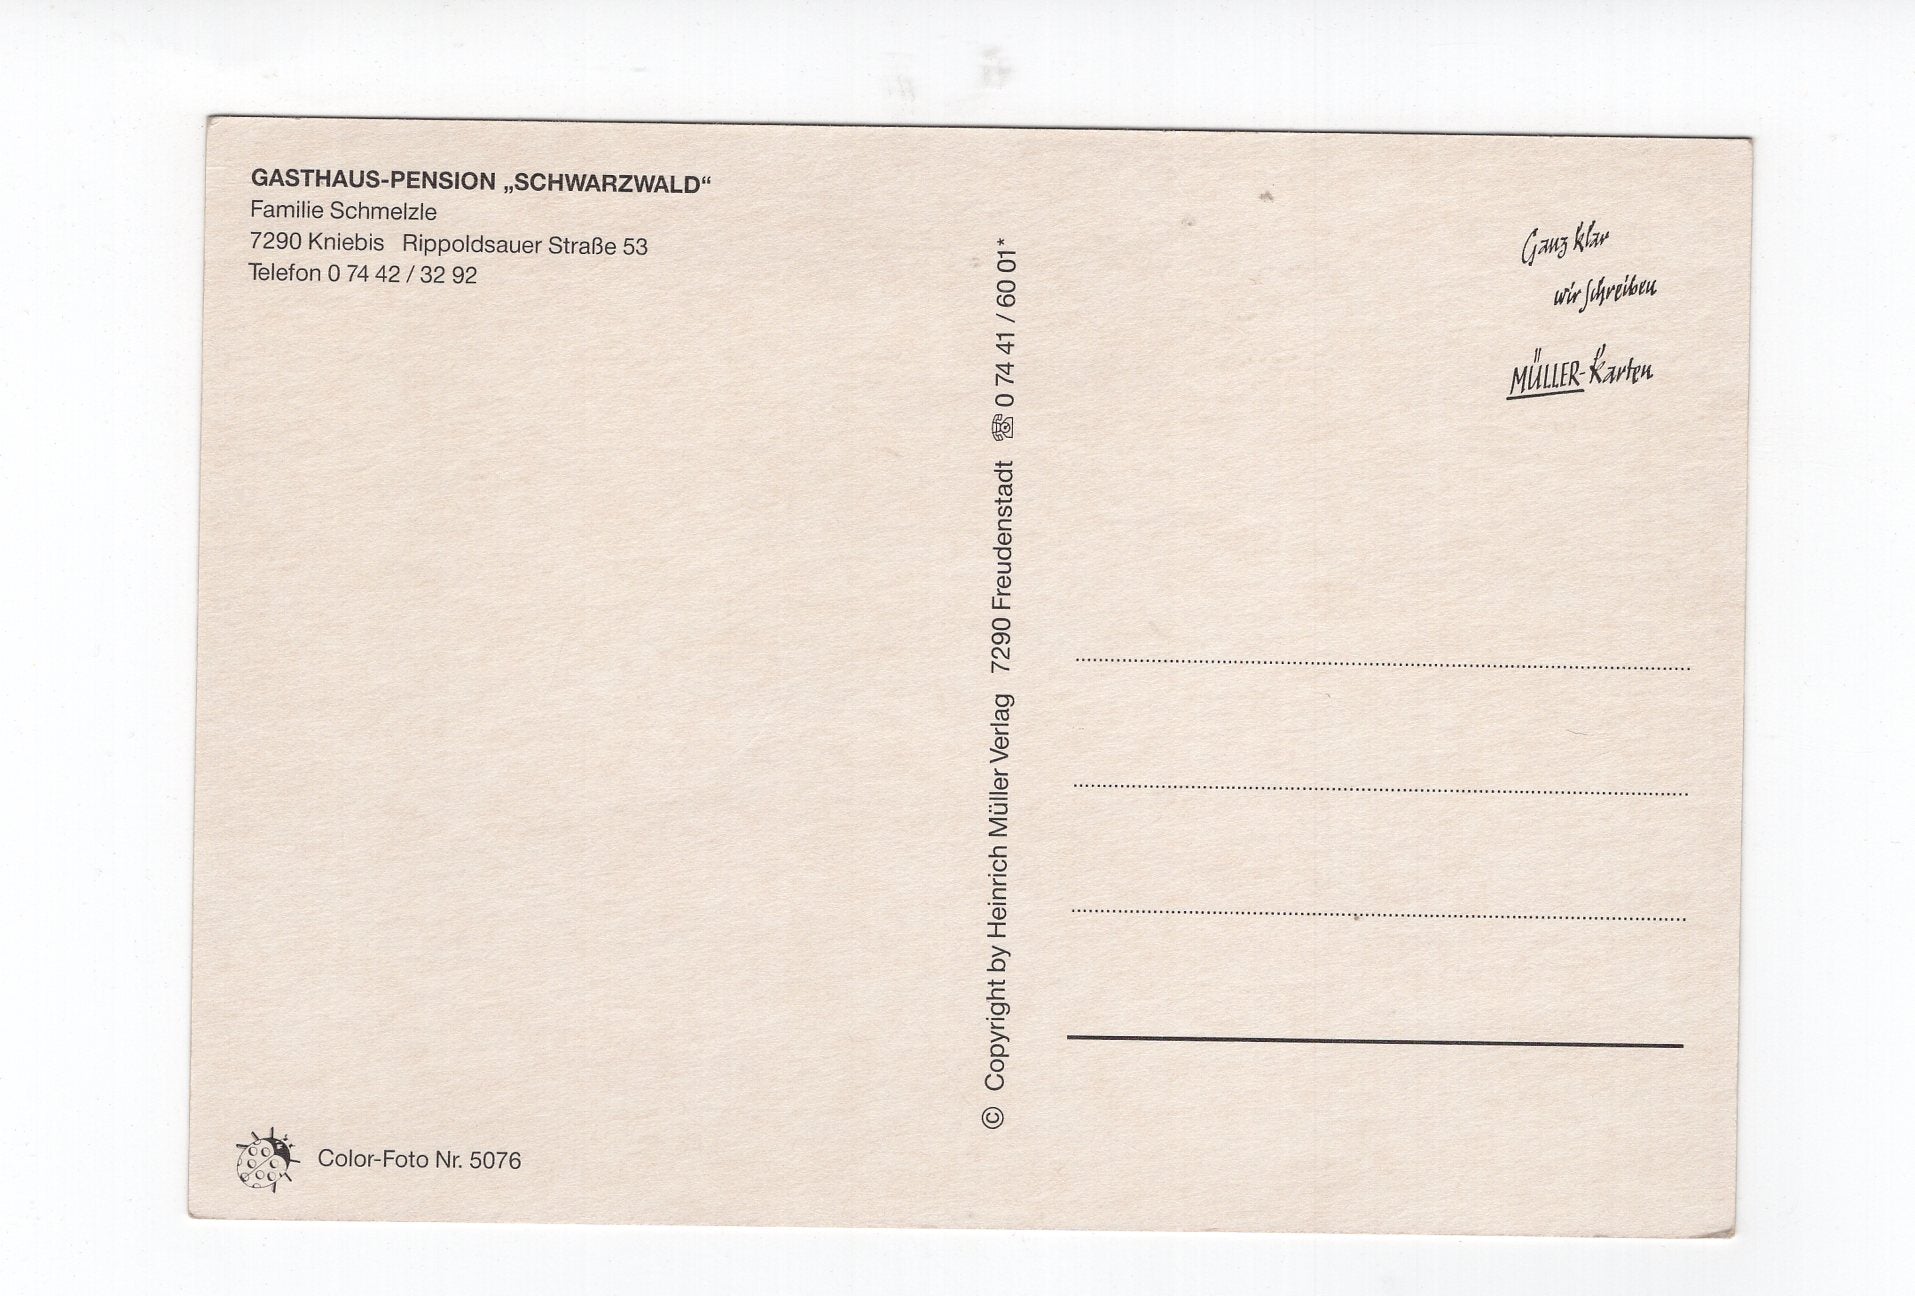 GASTHAUS-PENSION „SCHWARZWALD“
Familie Schmelzle
7290 Kniebis Rippoldsauer Straße 53
Telefon 0 74 42 / 32 92
© Copyright by Heinrich Müller Verlag 7290 Freudenstadt ☏ 0 74 41 / 60 01*
Ganz klar
wir schreiben
MÜLLER-Karten
Color-Foto Nr. 5076